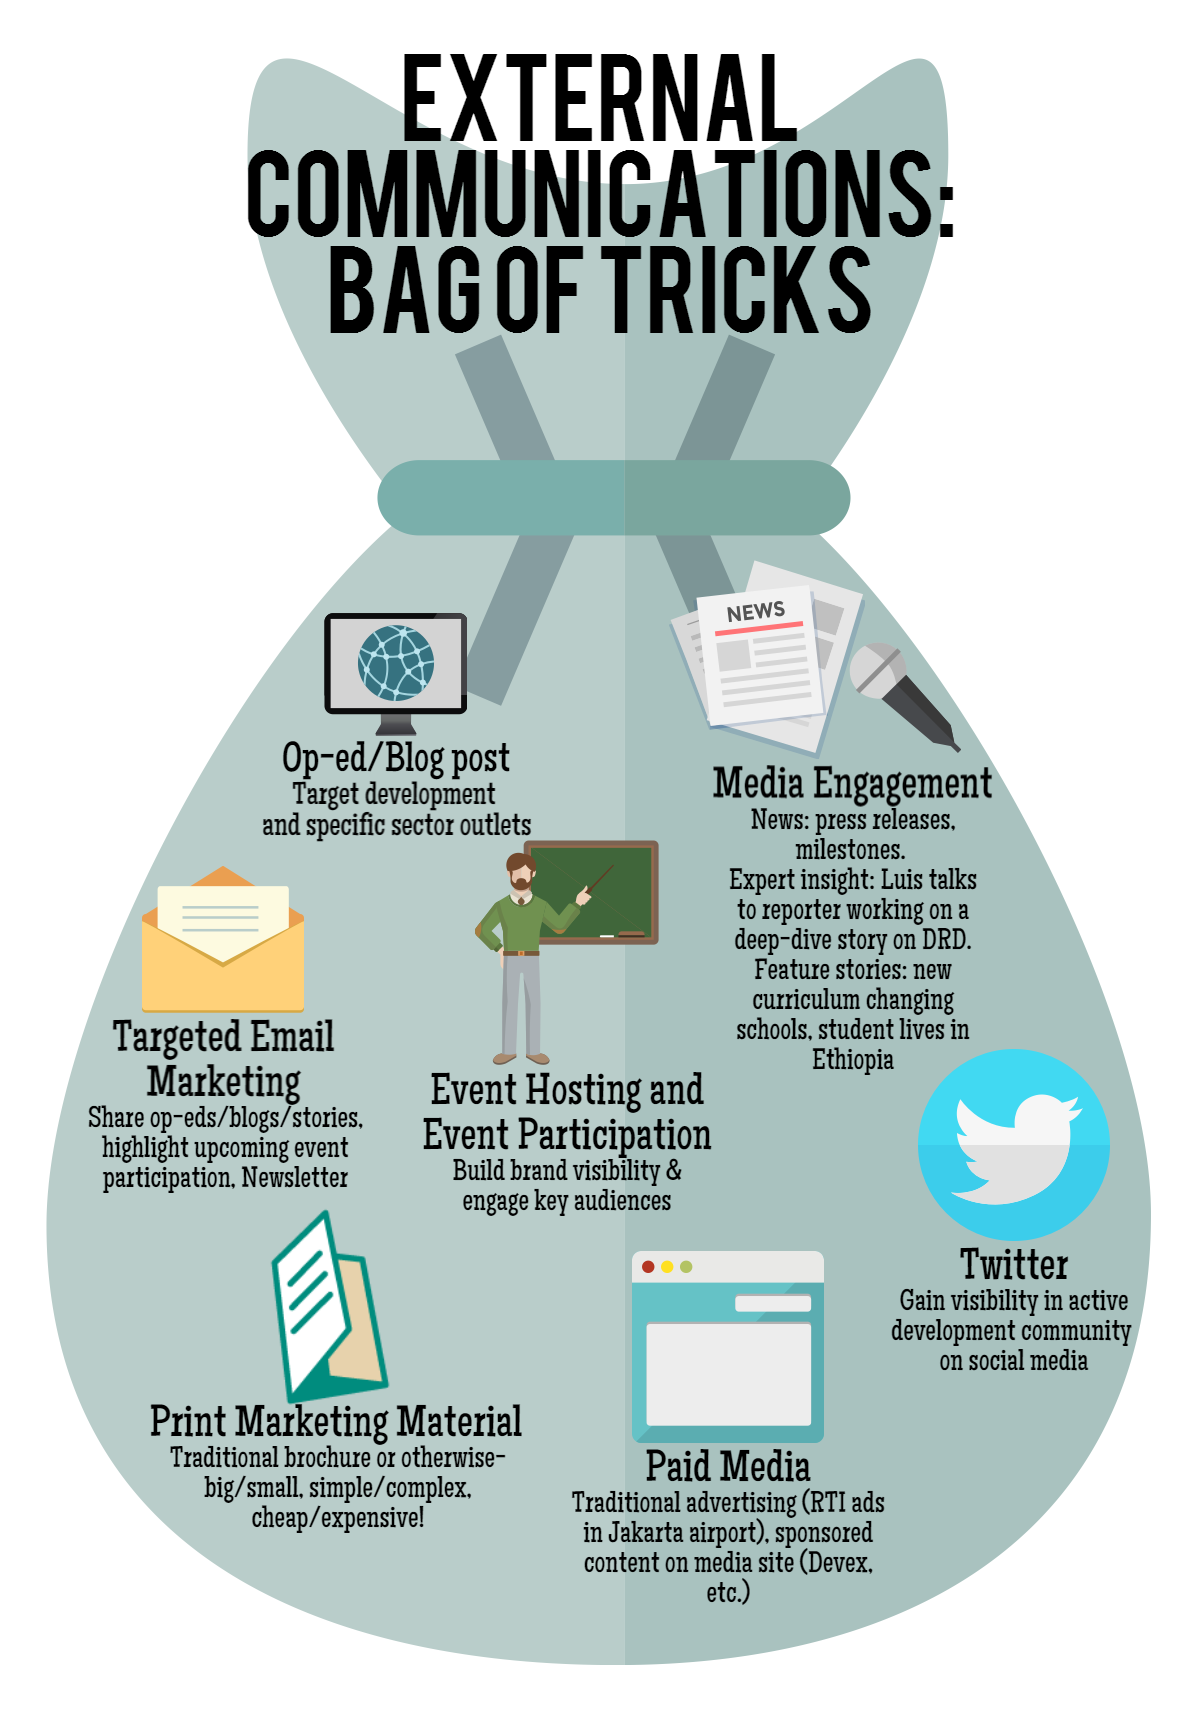 EXTERNAL
COMMUNICATIONS:
BAG OF TRICKS
Op-ed/Blog post
Target development
and specific sector outlets
NEWS
Media Engagement
News: press releases,
milestones.
Expert insight: Luis talks
to reporter working on a
deep-dive story on DRD.
Feature stories: new
curriculum changing
schools, student lives in
Ethiopia
Targeted Email
Marketing
Share op-eds/blogs/stories,
highlight upcoming event
participation, Newsletter
Event Hosting and
Event Participation
Build brand visibility &
engage key audiences
Twitter
Gain visibility in active
development community
on social media
Print Marketing Material
Traditional brochure or otherwise-
big/small, simple/complex,
cheap/expensive!
Paid Media
Traditional advertising (RTI ads
in Jakarta airport), sponsored
content on media site (Devex,
etc.)